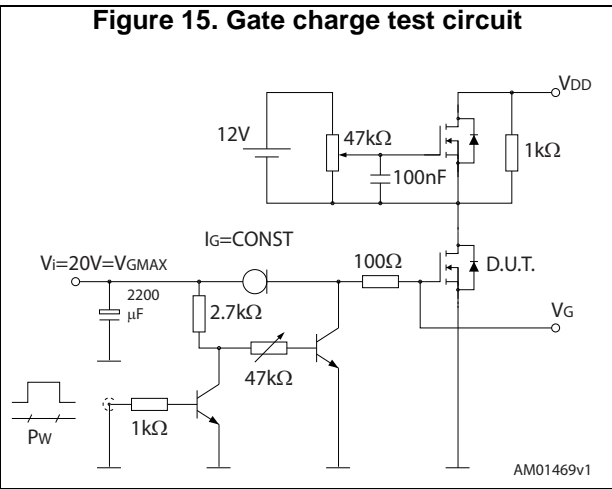 Figure 15. Gate charge test circuit
VDD
12V
47kΩ
1kΩ
100nF
IG=CONST
Vi=20V=VGMAX
100Ω
D.U.T.
2200
μF
2.7kΩ
VG
47kΩ
1kΩ
PW
AM01469v1